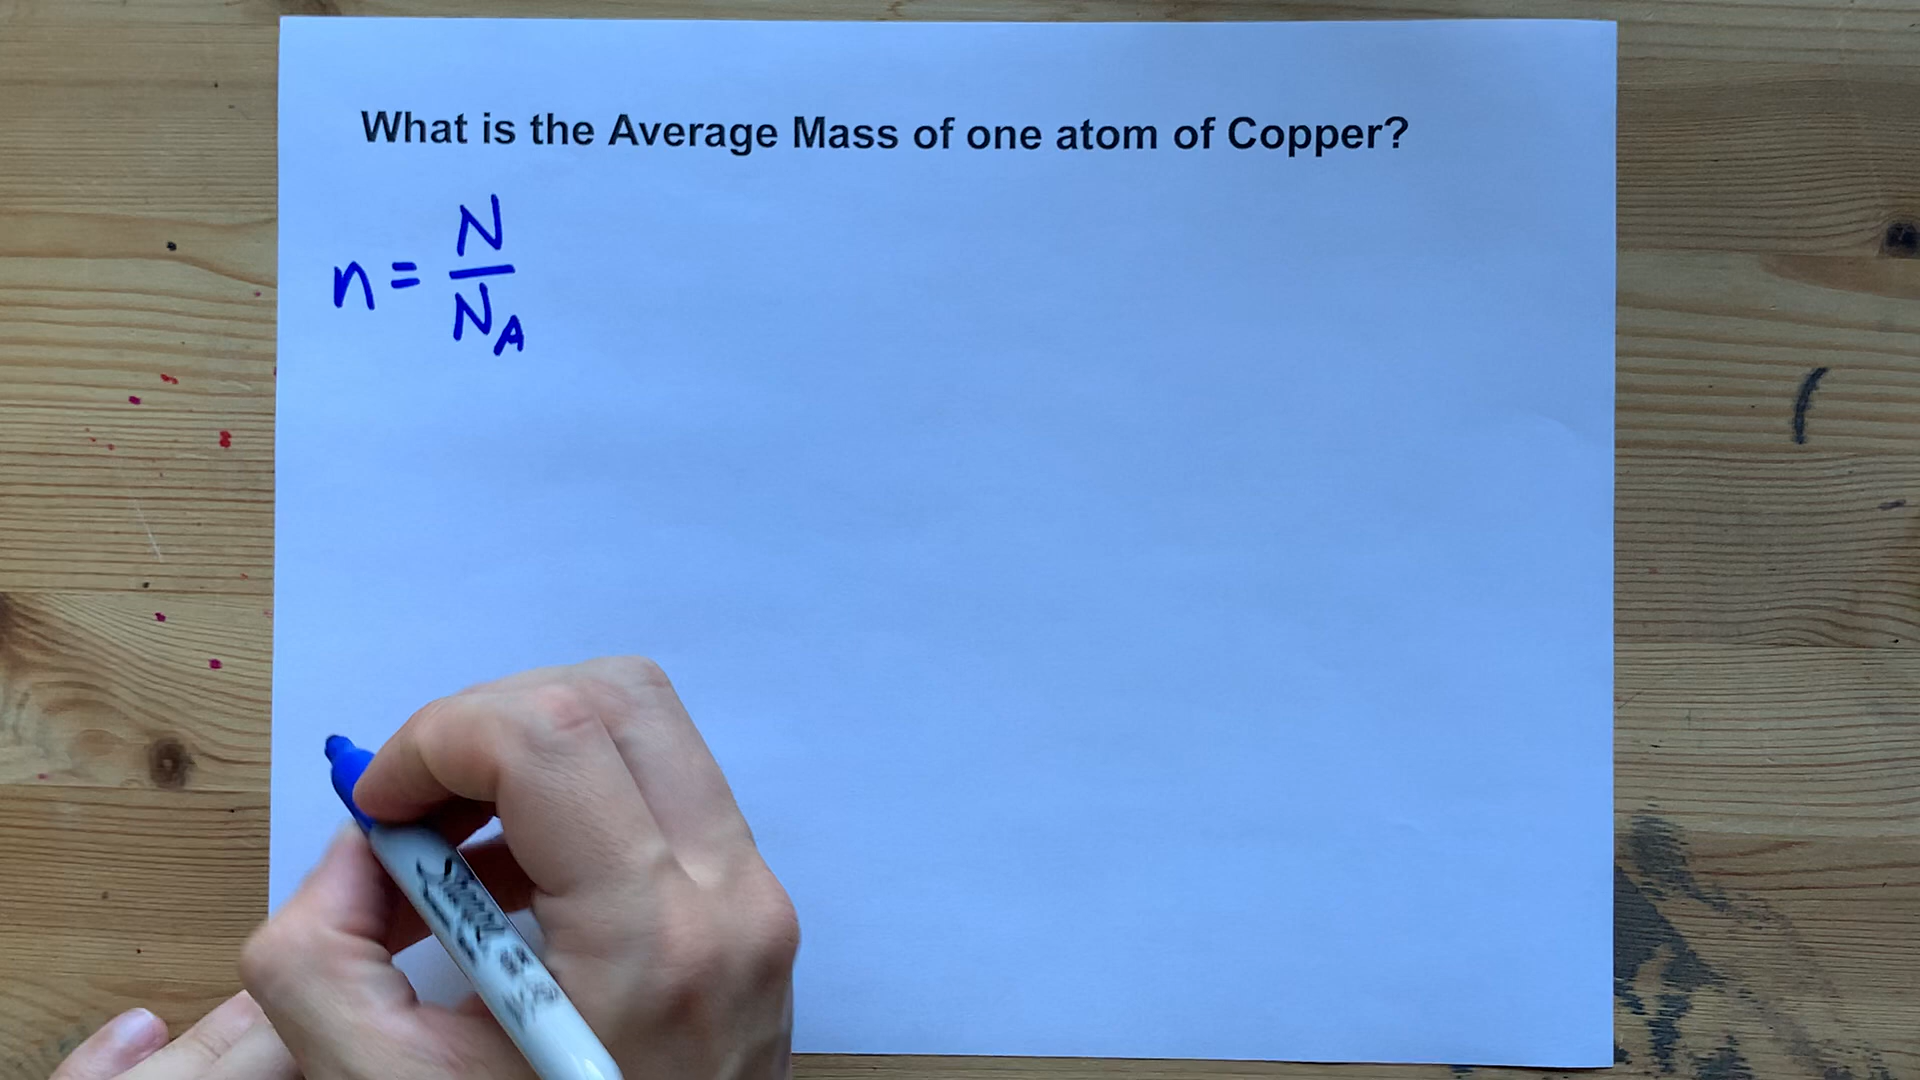 What is the Average Mass of one atom of Copper?
n = N
N_A